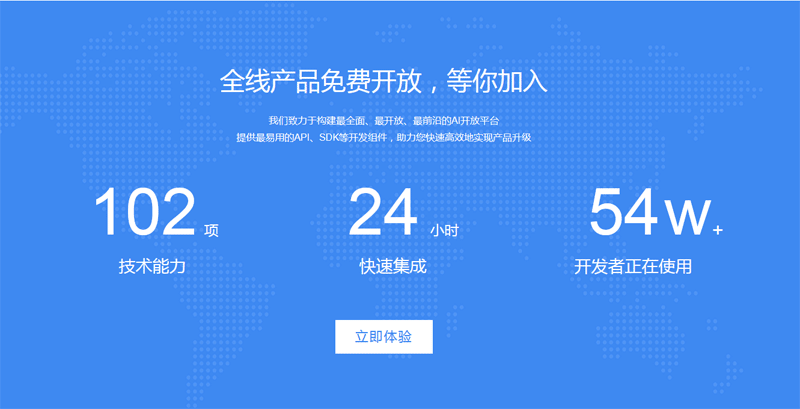 全线产品免费开放，等你加入
我们致力于构建最全面、最开放、最前沿的AI开放平台
提供最易用的API、SDK等开发组件，助力您快速高效地实现产品升级
102 项
24 小时
54w+
技术能力
快速集成
开发者正在使用
立即体验